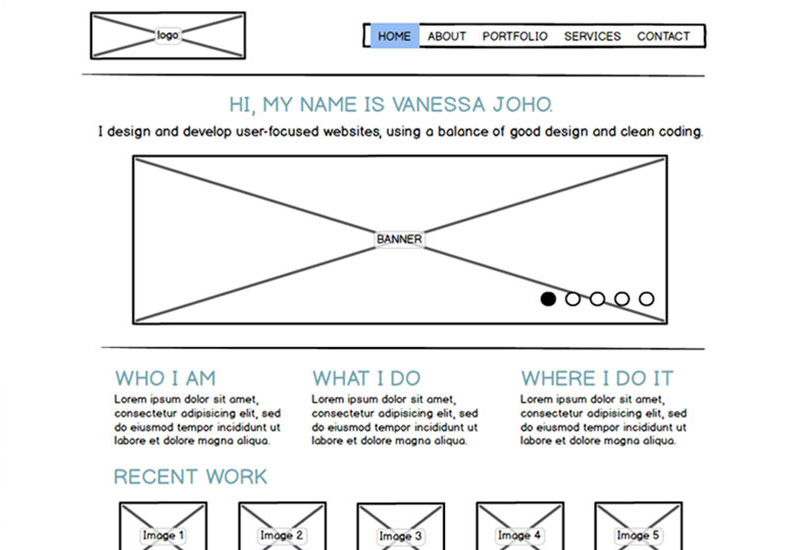 logo
HOME ABOUT PORTFOLIO SERVICES CONTACT
HI, MY NAME IS VANESSA JOHO.
I design and develop user-focused websites, using a balance of good design and clean coding.
BANNER
WHO I AM
Lorem ipsum dolor sit amet,
consectetur adipisicing elit, sed
do eiusmod tempor incididunt ut
labore et dolore magna aliqua.
WHAT I DO
Lorem ipsum dolor sit amet,
consectetur adipisicing elit, sed
do eiusmod tempor incididunt ut
labore et dolore magna aliqua.
WHERE I DO IT
Lorem ipsum dolor sit amet,
consectetur adipisicing elit, sed
do eiusmod tempor incididunt ut
labore et dolore magna aliqua.
RECENT WORK
Image 1 Image 2 Image 3 Image 4 Image 5